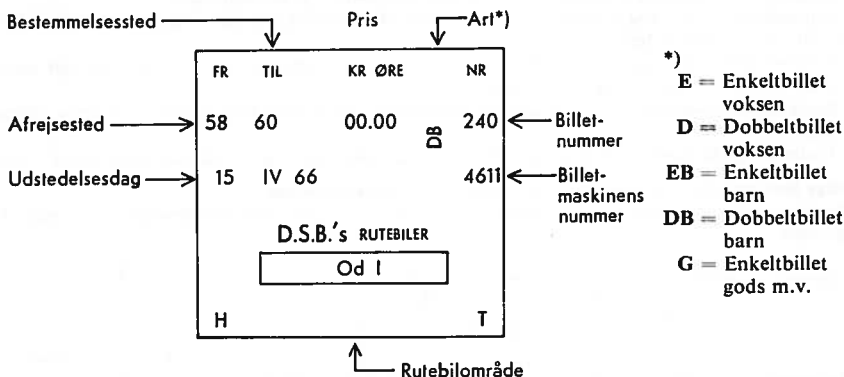 Bestemmelsessted Pris Art*)
FR TIL KR ØRE NR
Afrejsested 58 60 00.00 DB 240 Billet-
nummer
Udstedelsesdag 15 IV 66 4611 Billet-
maskinens
nummer
D.S.B.'s RUTEBILER
Od I
H T
Rutebilområde
*)
E = Enkeltbillet
voksen
D = Dobbeltbillet
voksen
EB = Enkeltbillet
barn
DB = Dobbeltbillet
barn
G = Enkeltbillet
gods m.v.